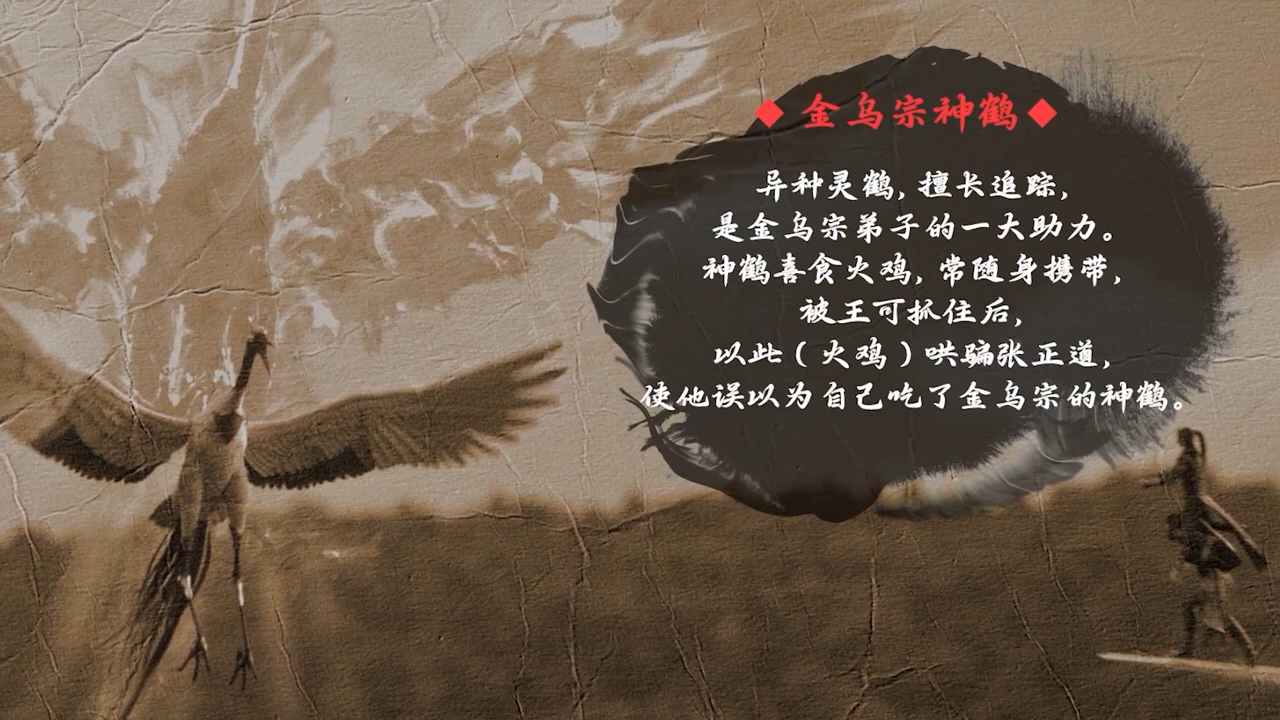 ◆ 金乌宗神鹤 ◆
异种灵鹤，擅长追踪，
是金乌宗弟子的一大助力。
神鹤喜食火鸡，常随身携带，
被王可抓住后，
以此（火鸡）哄骗张正道，
使他误以为自己吃了金乌宗的神鹤。